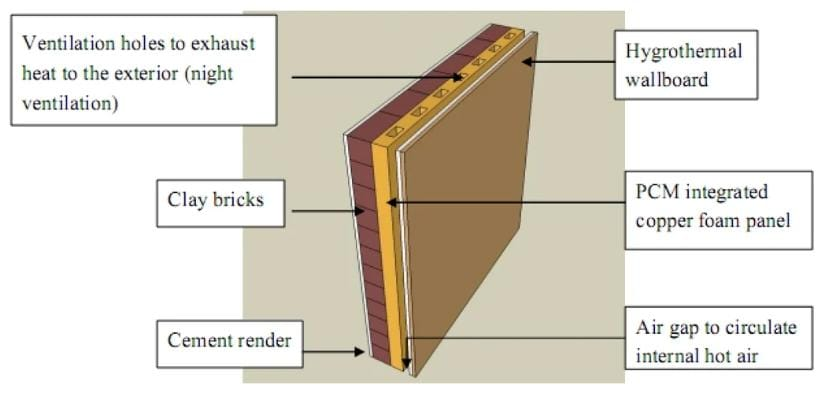 Ventilation holes to exhaust
heat to the exterior (night
ventilation)
Hygrothermal
wallboard
Clay bricks
PCM integrated
copper foam panel
Cement render
Air gap to circulate
internal hot air